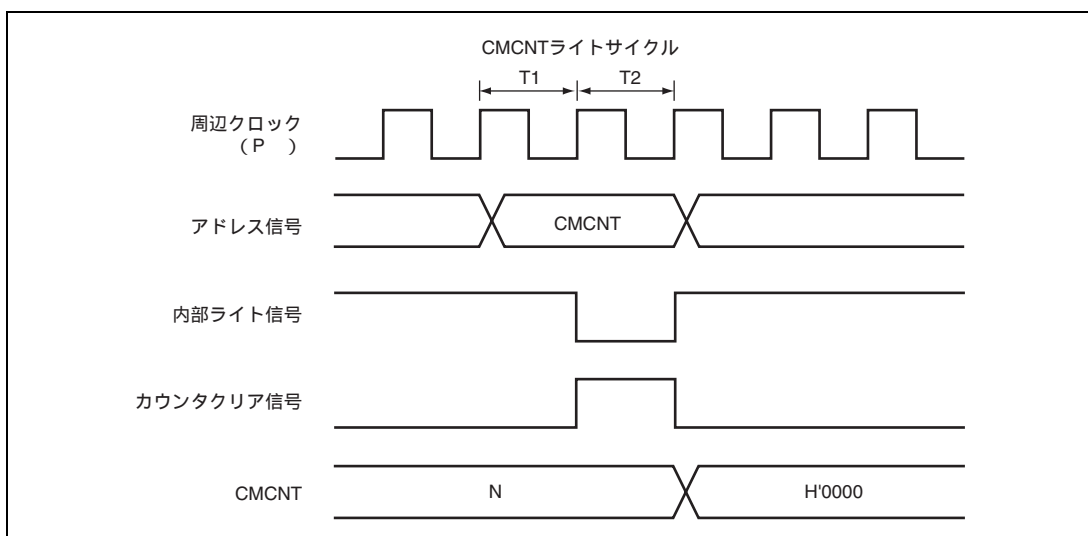 CMCNTライトサイクル
T1 T2
周辺クロック
（P　）
アドレス信号
CMCNT
内部ライト信号
カウンタクリア信号
CMCNT
N
H'0000